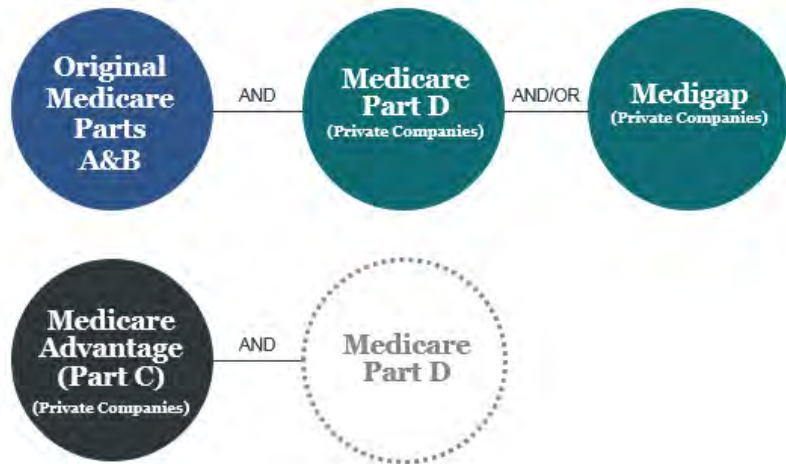 Original
Medicare
Parts
A&B
AND
Medicare
Part D
(Private Companies)
AND/OR
Medigap
(Private Companies)
Medicare
Advantage
(Part C)
(Private Companies)
AND
Medicare
Part D